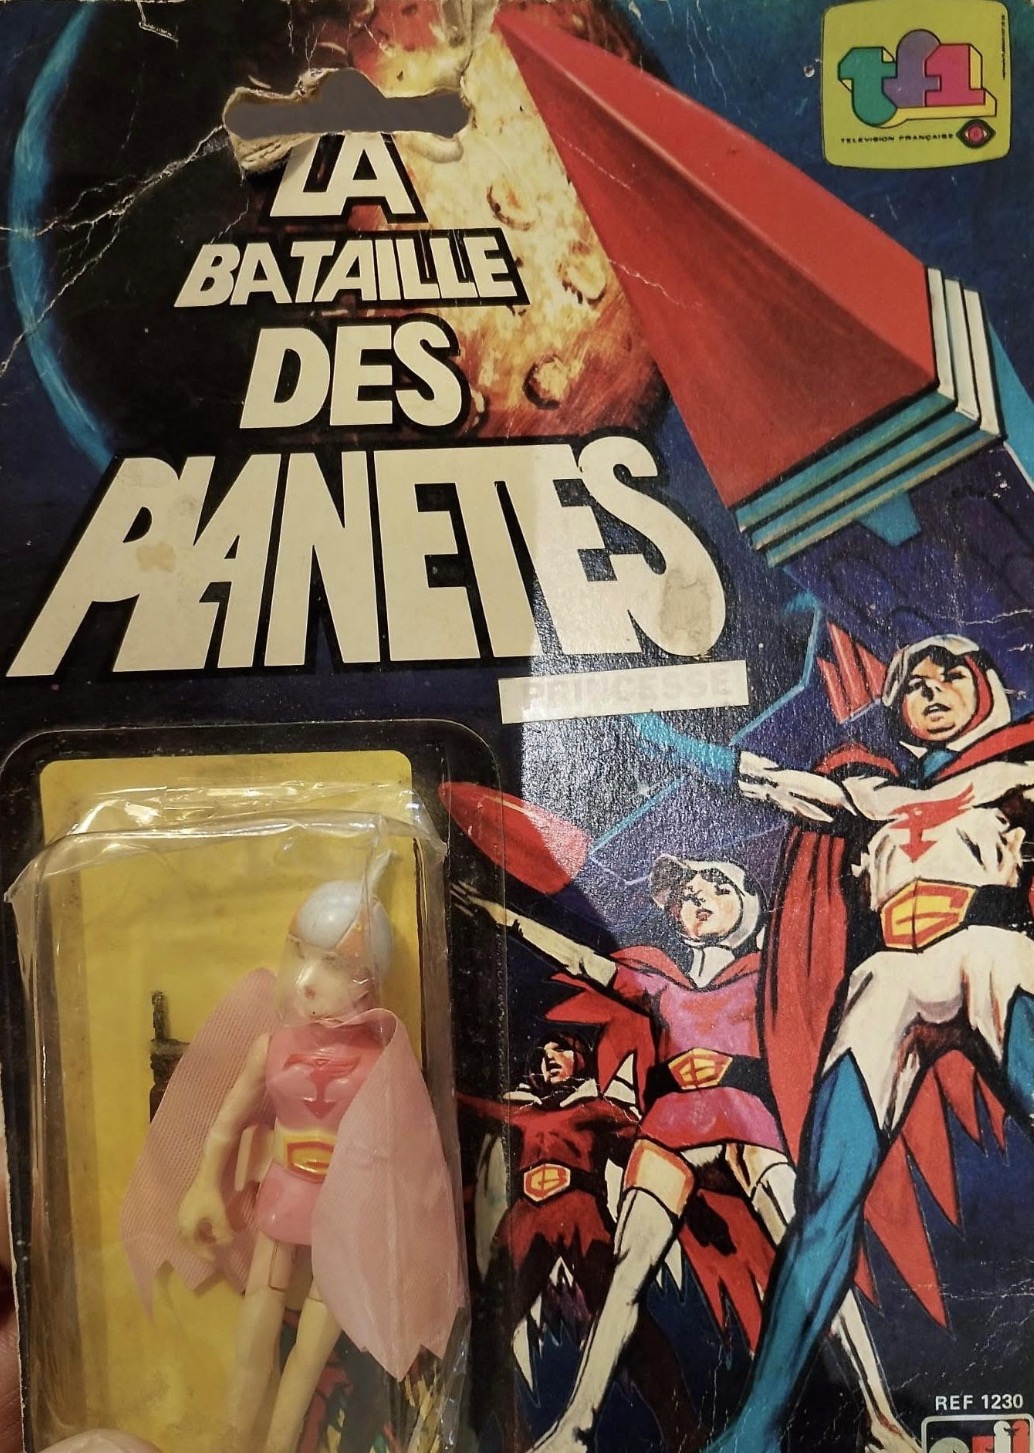 tf1
TELEVISION FRANÇAISE
LA
BATAILLE
DES
PLANETES
PRINCESSE
G
G
G
G
REF 1230